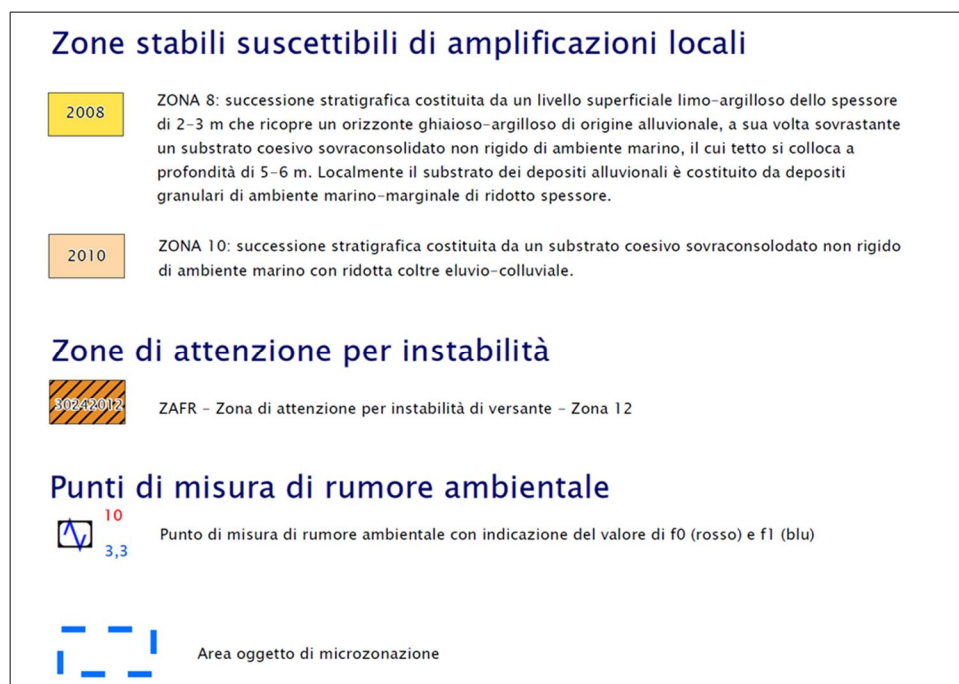 Zone stabili suscettibili di amplificazioni locali
2008
ZONA 8: successione stratigrafica costituita da un livello superficiale limo-argilloso dello spessore
di 2-3 m che ricopre un orizzonte ghiaioso-argilloso di origine alluvionale, a sua volta sovrastante
un substrato coesivo sovraconsolidato non rigido di ambiente marino, il cui tetto si colloca a
profondità di 5-6 m. Localmente il substrato dei depositi alluvionali è costituito da depositi
granulari di ambiente marino-marginale di ridotto spessore.
2010
ZONA 10: successione stratigrafica costituita da un substrato coesivo sovraconsolodato non rigido
di ambiente marino con ridotta coltre eluvio-colluviale.
Zone di attenzione per instabilità
30242012
ZAFR - Zona di attenzione per instabilità di versante - Zona 12
Punti di misura di rumore ambientale
10
3,3
Punto di misura di rumore ambientale con indicazione del valore di f0 (rosso) e f1 (blu)
Area oggetto di microzonazione